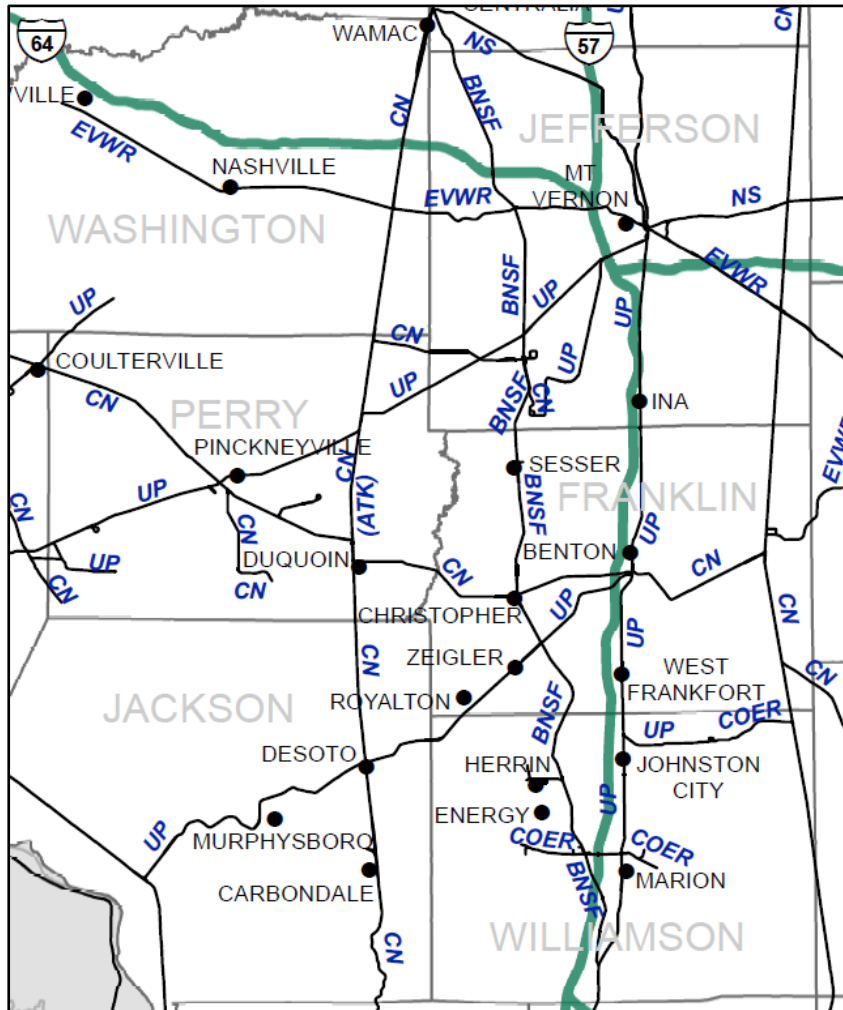 CENTRALIA
64
WAMAC
57
CN
NS
BNSF
VILLE
CN
JEFFERSON
EVWR
NASHVILLE
MT
VERNON
EVWR
NS
WASHINGTON
EVWR
BNSF
UP
UP
UP
CN
UP
COULTERVILLE
UP
CN
PERRY
BNSF
CN
INA
PINCKNEYVILLE
CN
SESSER
EVWR
UP
FRANKLIN
CN
(ATK)
BNSF
CN
UP
DUQUOIN
BENTON
UP
CN
CN
CN
CN
UP
CHRISTOPHER
CN
UP
ZEIGLER
WEST
FRANKFORT
CN
CN
JACKSON
ROYALTON
BNSF
UP
COER
DESOTO
HERRIN
JOHNSTON
CITY
UP
ENERGY
UP
MURPHYSBORO
COER
COER
CARBONDALE
BNSF
MARION
CN
WILLIAMSON